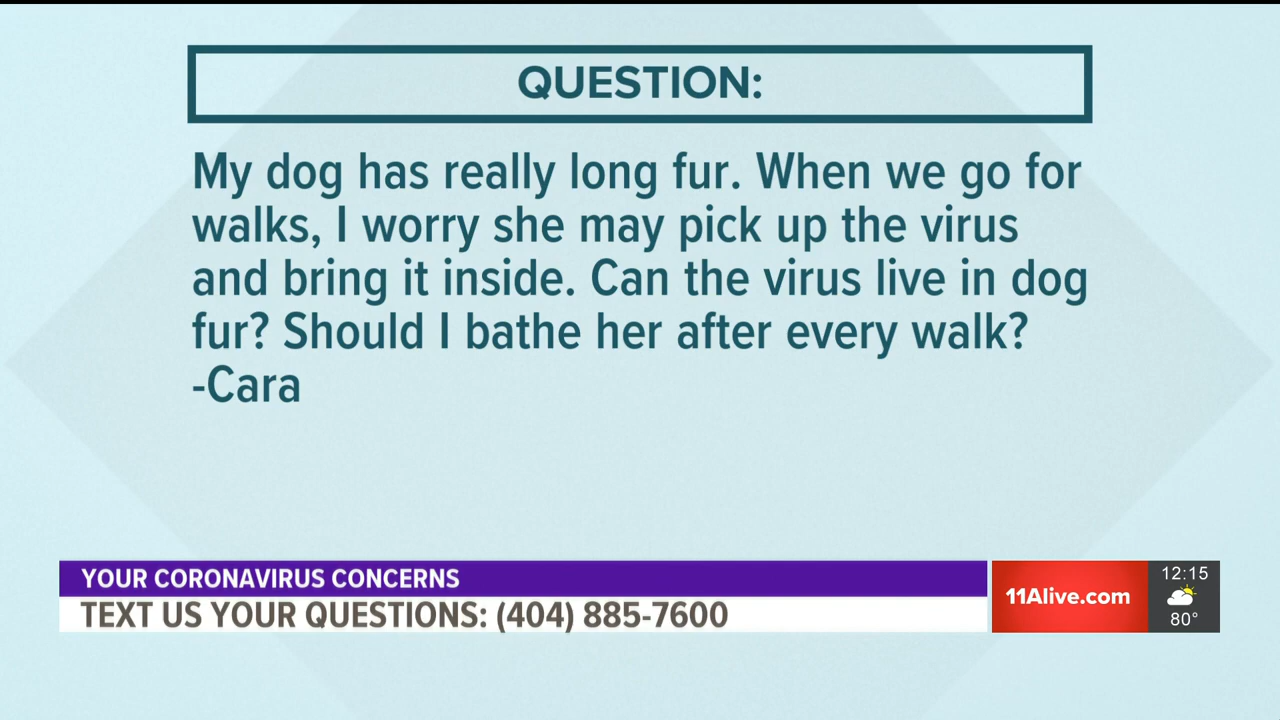 QUESTION:
My dog has really long fur. When we go for
walks, I worry she may pick up the virus
and bring it inside. Can the virus live in dog
fur? Should I bathe her after every walk?
-Cara
YOUR CORONAVIRUS CONCERNS
TEXT US YOUR QUESTIONS: (404) 885-7600
11Alive.com
12:15
80°